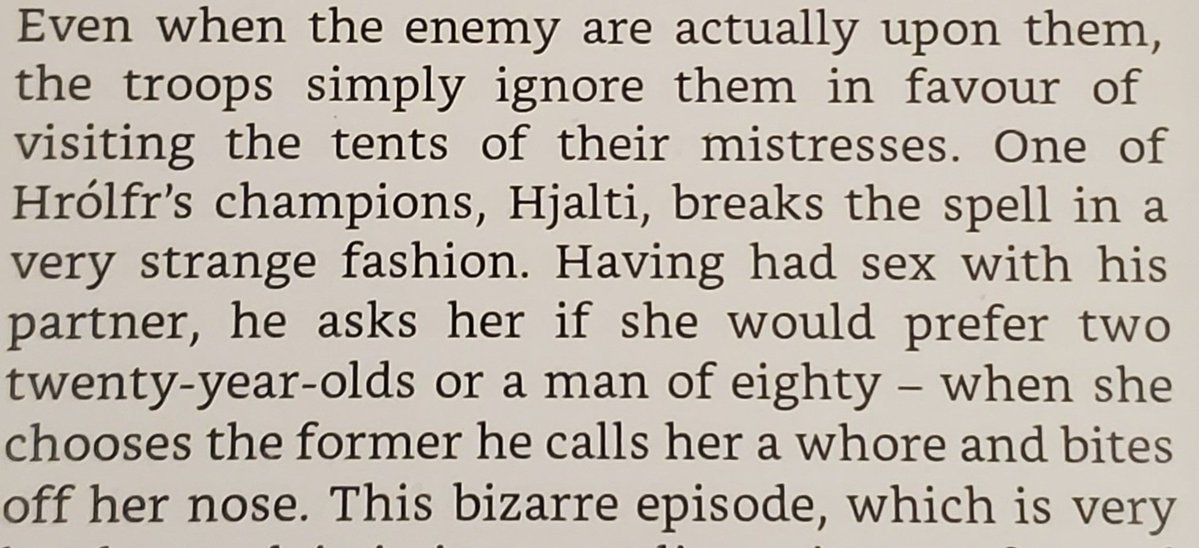 Even when the enemy are actually upon them,
the troops simply ignore them in favour of
visiting the tents of their mistresses. One of
Hrólfr’s champions, Hjalti, breaks the spell in a
very strange fashion. Having had sex with his
partner, he asks her if she would prefer two
twenty-year-olds or a man of eighty – when she
chooses the former he calls her a whore and bites
off her nose. This bizarre episode, which is very